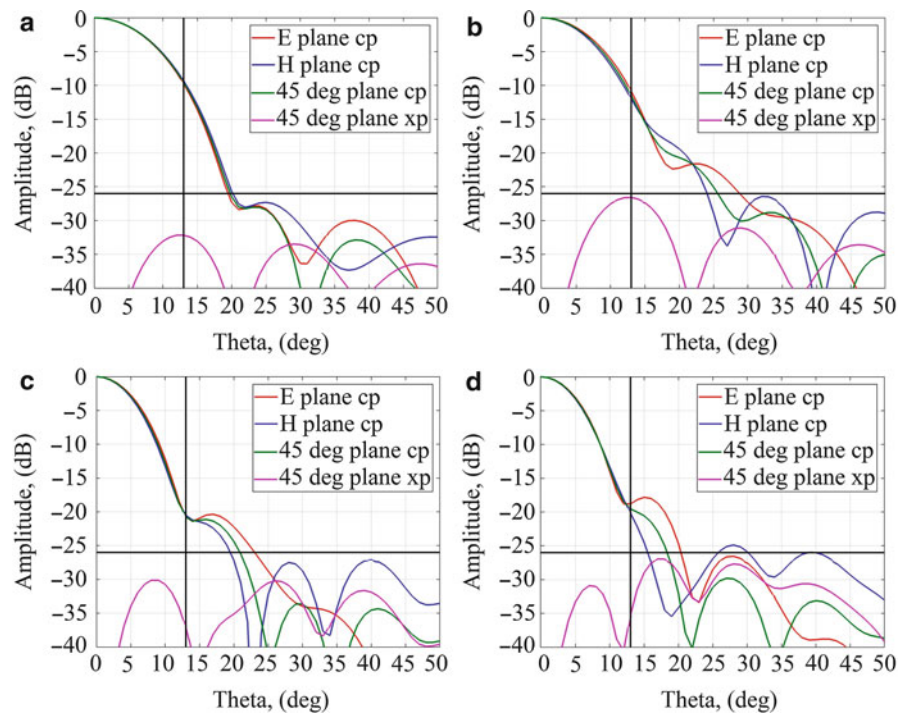 a
0
−5
−10
−15
−20
−25
−30
−35
−40
Amplitude, (dB)
E plane cp
H plane cp
45 deg plane cp
45 deg plane xp
0 5 10 15 20 25 30 35 40 45 50
Theta, (deg)
b
0
−5
−10
−15
−20
−25
−30
−35
−40
Amplitude, (dB)
E plane cp
H plane cp
45 deg plane cp
45 deg plane xp
0 5 10 15 20 25 30 35 40 45 50
Theta, (deg)
c
0
−5
−10
−15
−20
−25
−30
−35
−40
Amplitude, (dB)
E plane cp
H plane cp
45 deg plane cp
45 deg plane xp
0 5 10 15 20 25 30 35 40 45 50
Theta, (deg)
d
0
−5
−10
−15
−20
−25
−30
−35
−40
Amplitude, (dB)
E plane cp
H plane cp
45 deg plane cp
45 deg plane xp
0 5 10 15 20 25 30 35 40 45 50
Theta, (deg)